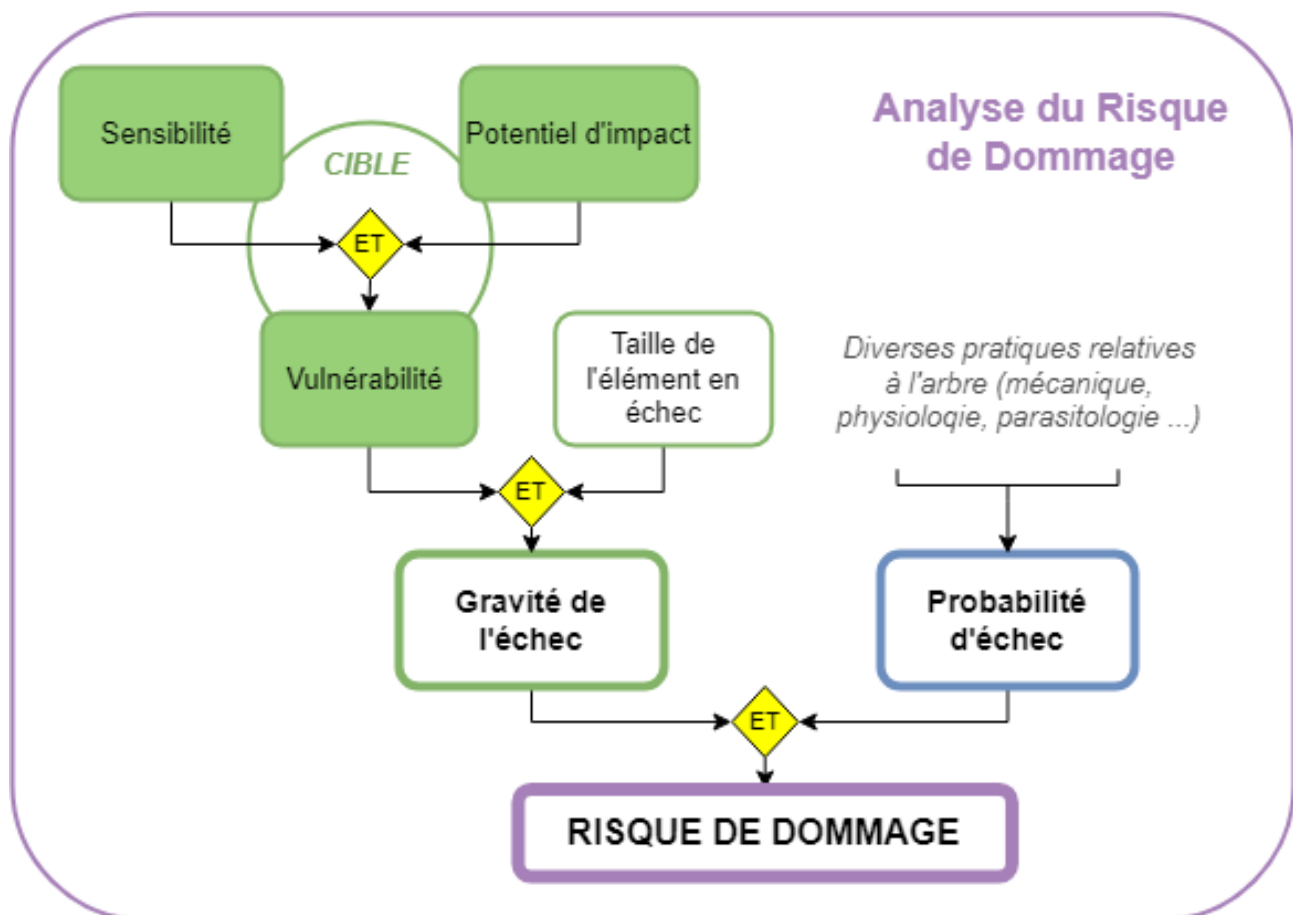 Analyse du Risque
de Dommage
Sensibilité
Potentiel d'impact
CIBLE
ET
Vulnérabilité
Taille de
l'élément en
échec
Diverses pratiques relatives
à l'arbre (mécanique,
physiologie, parasitologie ...)
ET
Gravité de
l'échec
Probabilité
d'échec
ET
RISQUE DE DOMMAGE